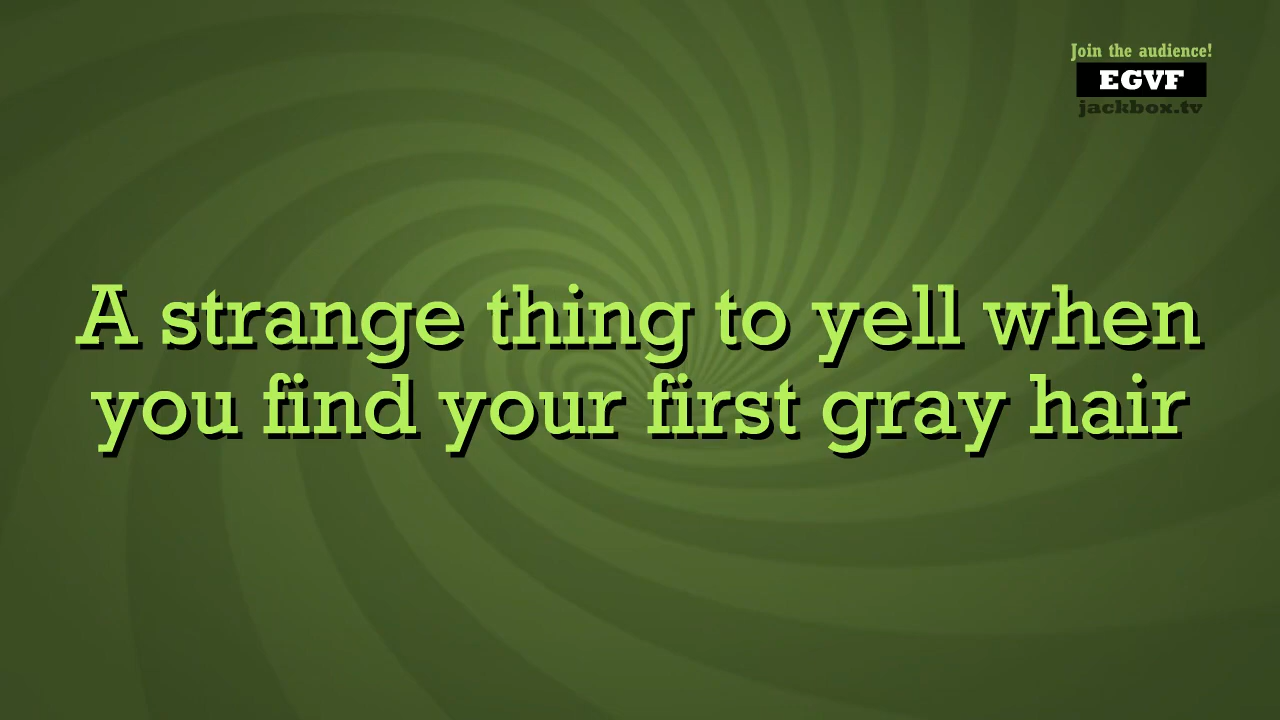 Join the audience!
EGVF
jackbox.tv
A strange thing to yell when
you find your first gray hair